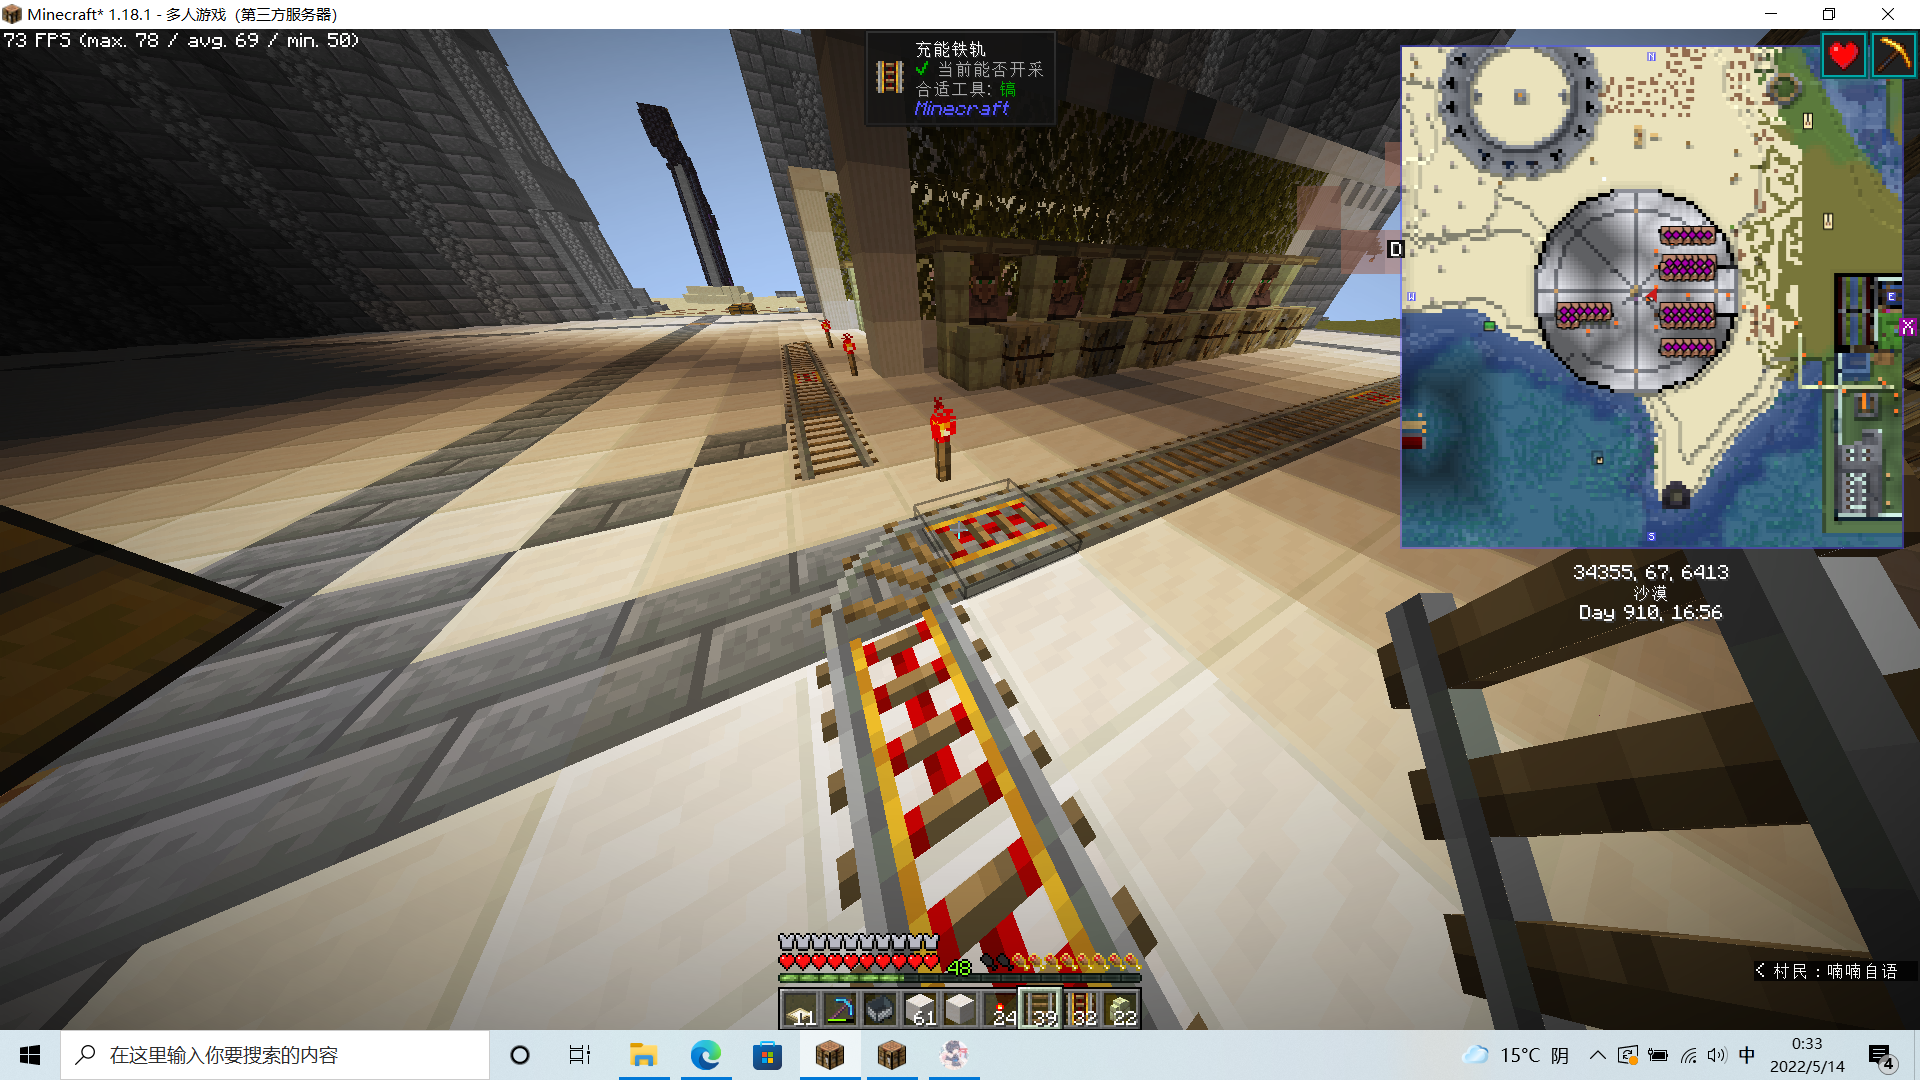 Minecraft* 1.18.1 - 多人游戏（第三方服务器）
73 FPS (max. 78 / avg. 69 / min. 50)
充能铁轨
✔ 当前能否开采
合适工具: 镐
Minecraft
N
W
E
S
D
X
34355, 67, 6413
沙漠
Day 910, 16:56
< 村民：喃喃自语
48
11
61
24
39
32
22
在这里输入你要搜索的内容
15°C 阴
中
0:33
2022/5/14
4